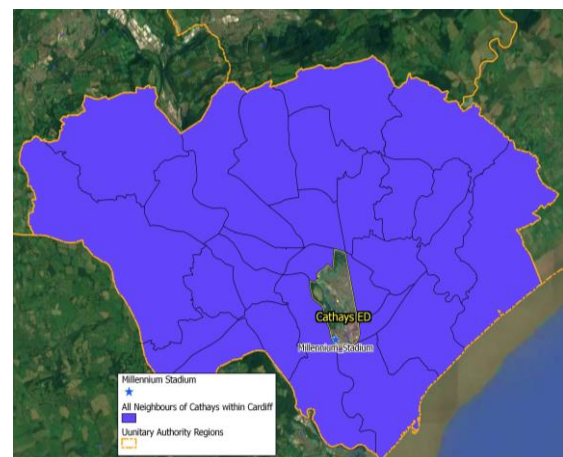 Cathays ED
Millennium Stadium
Millennium Stadium
All Neighbours of Cathays within Cardiff
Uunitary Authority Regions